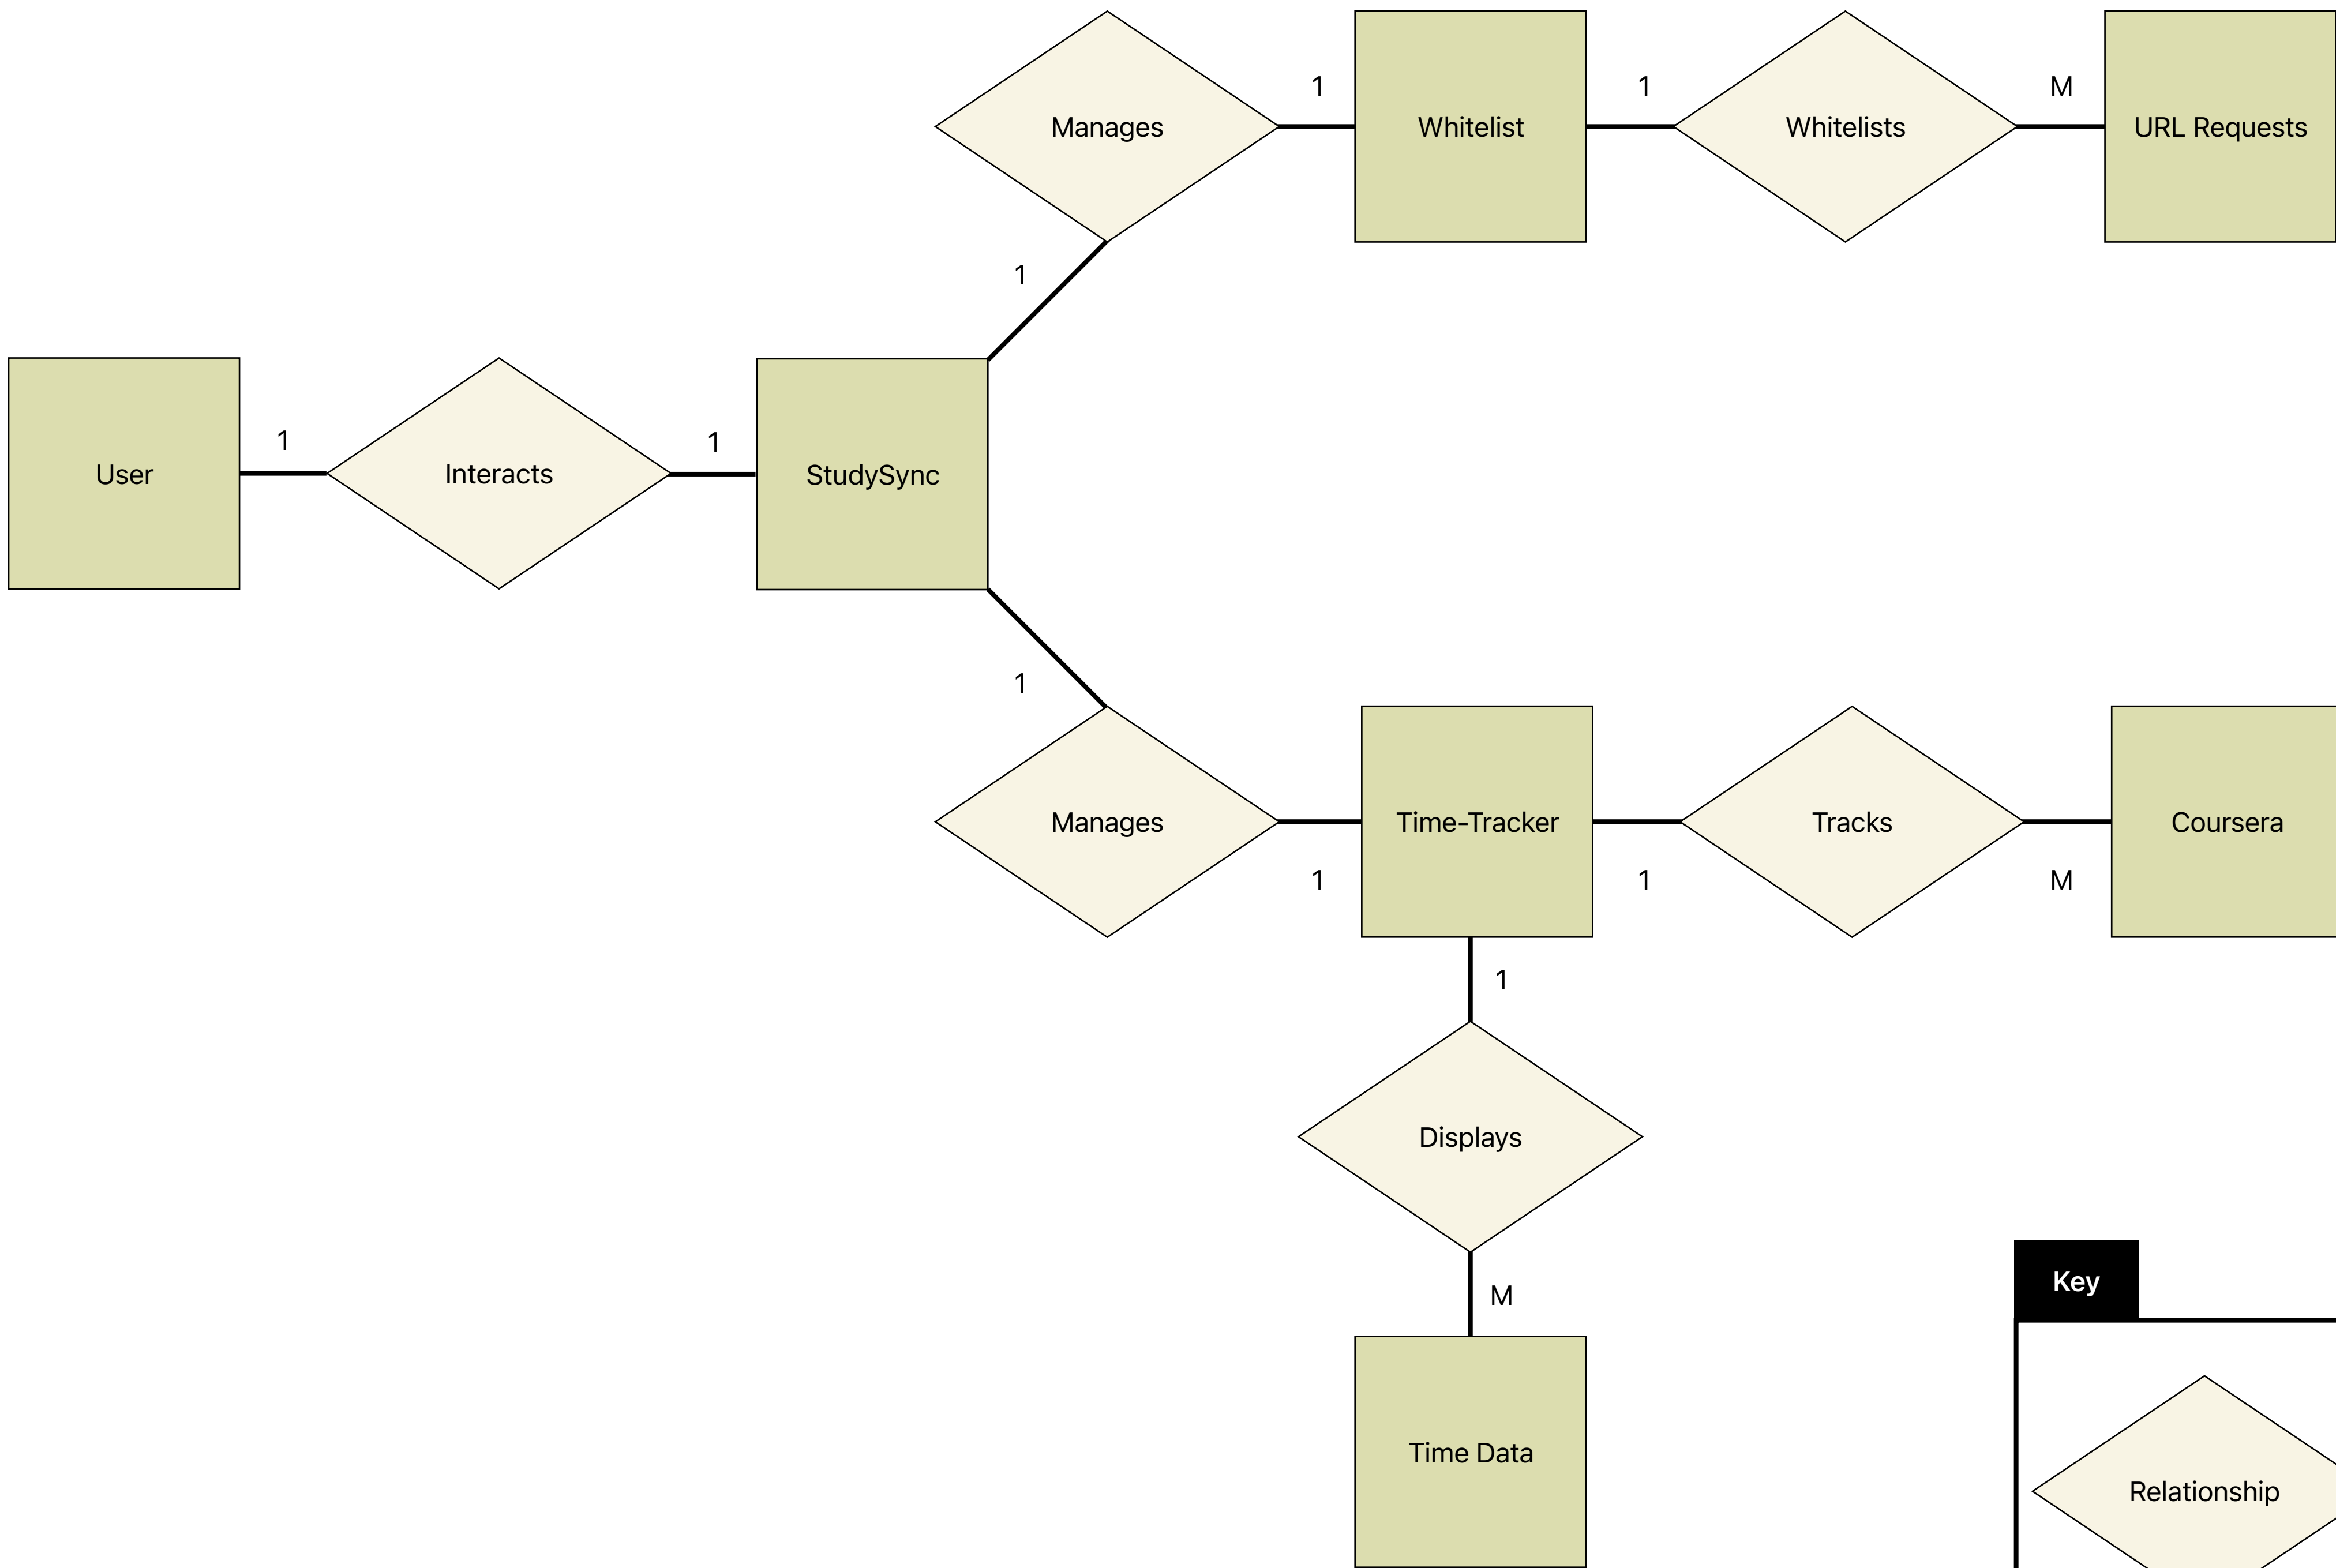 Manages
1
Whitelist
1
Whitelists
M
URL Requests
1
User
1
Interacts
1
StudySync
1
Manages
1
Time-Tracker
1
Tracks
M
Coursera
1
Displays
M
Time Data
Key
Relationship